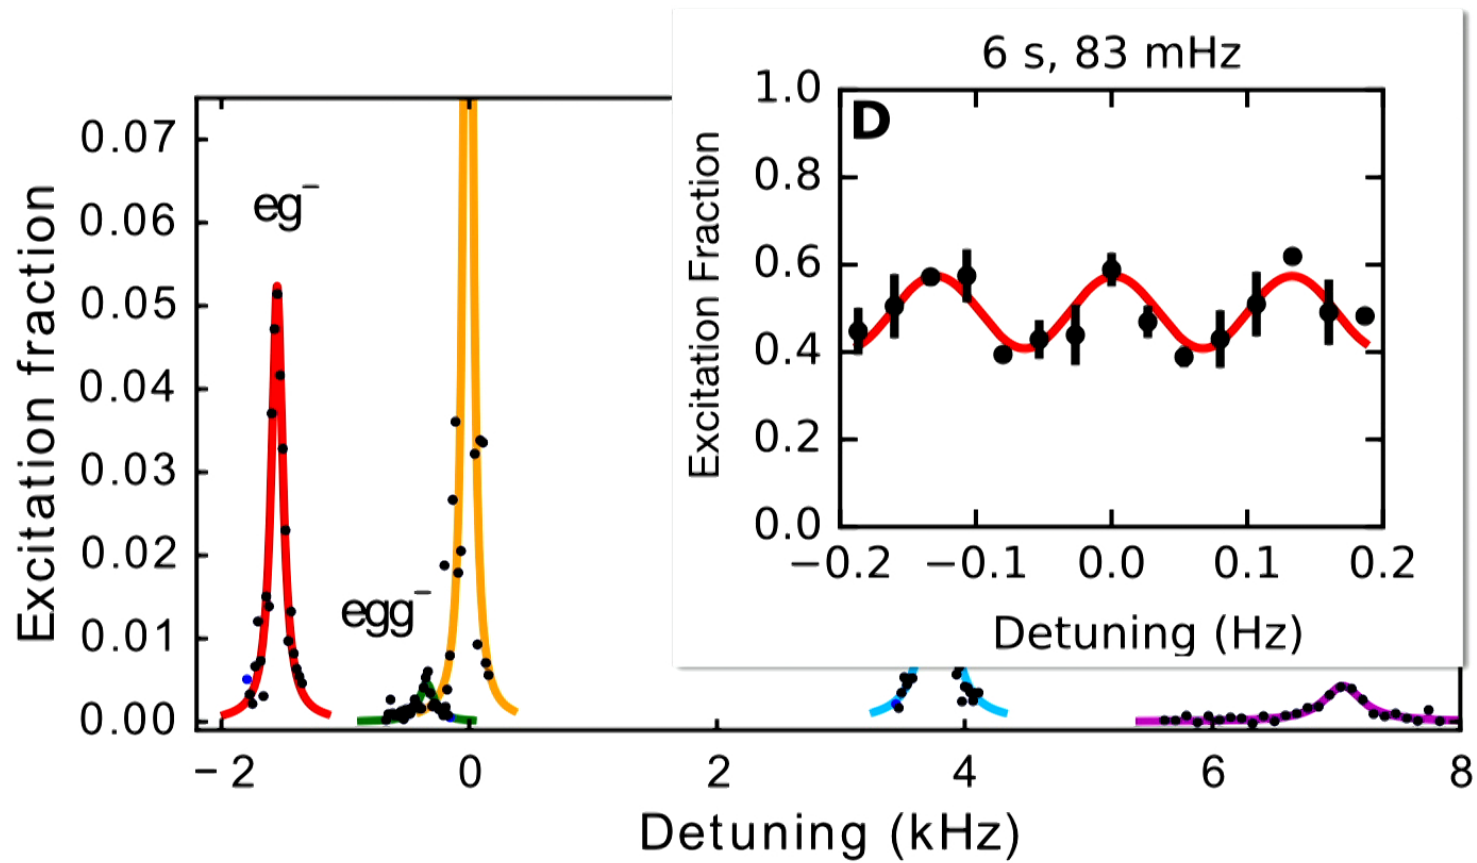 6 s, 83 mHz
D
Excitation Fraction
1.0
0.8
0.6
0.4
0.2
0.0
−0.2 −0.1 0.0 0.1 0.2
Detuning (Hz)
Excitation fraction
0.07
0.06
0.05
0.04
0.03
0.02
0.01
0.00
eg⁻
egg⁻
−2 0 2 4 6 8
Detuning (kHz)